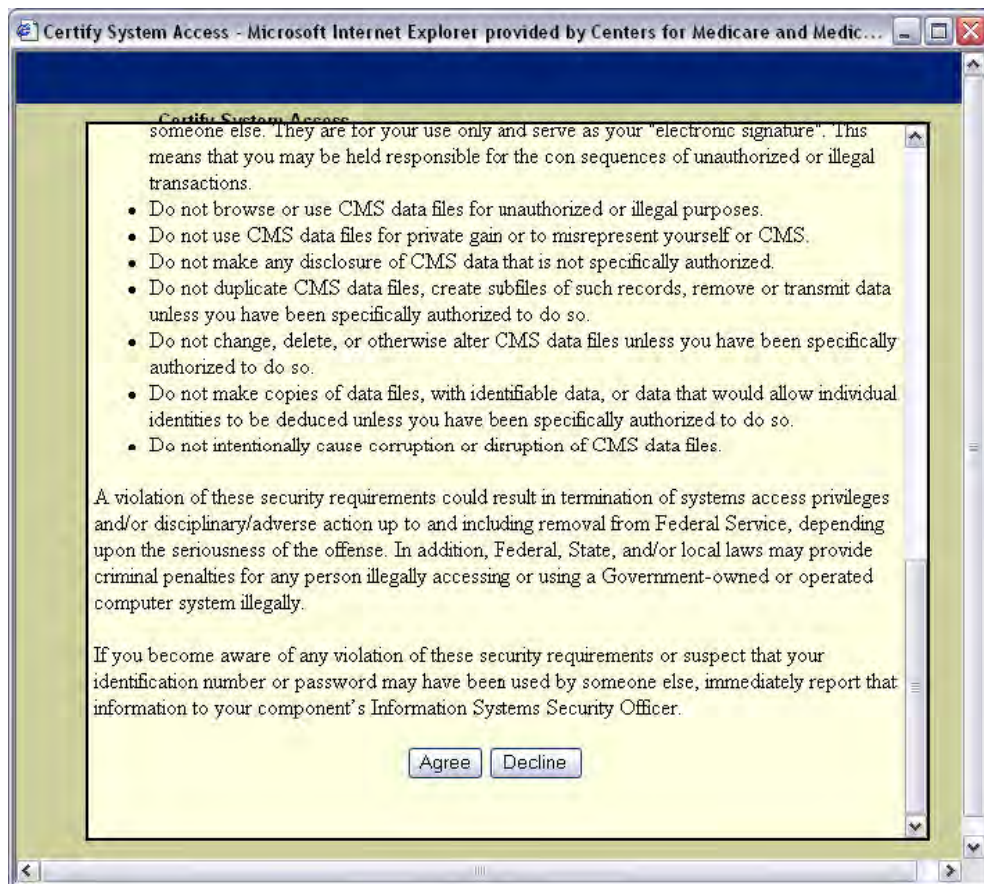 Certify System Access - Microsoft Internet Explorer provided by Centers for Medicare and Medic...
Certify System Access
someone else. They are for your use only and serve as your "electronic signature". This
means that you may be held responsible for the con sequences of unauthorized or illegal
transactions.
• Do not browse or use CMS data files for unauthorized or illegal purposes.
• Do not use CMS data files for private gain or to misrepresent yourself or CMS.
• Do not make any disclosure of CMS data that is not specifically authorized.
• Do not duplicate CMS data files, create subfiles of such records, remove or transmit data
unless you have been specifically authorized to do so.
• Do not change, delete, or otherwise alter CMS data files unless you have been specifically
authorized to do so.
• Do not make copies of data files, with identifiable data, or data that would allow individual
identities to be deduced unless you have been specifically authorized to do so.
• Do not intentionally cause corruption or disruption of CMS data files.
A violation of these security requirements could result in termination of systems access privileges
and/or disciplinary/adverse action up to and including removal from Federal Service, depending
upon the seriousness of the offense. In addition, Federal, State, and/or local laws may provide
criminal penalties for any person illegally accessing or using a Government-owned or operated
computer system illegally.
If you become aware of any violation of these security requirements or suspect that your
identification number or password may have been used by someone else, immediately report that
information to your component's Information Systems Security Officer.
Agree Decline